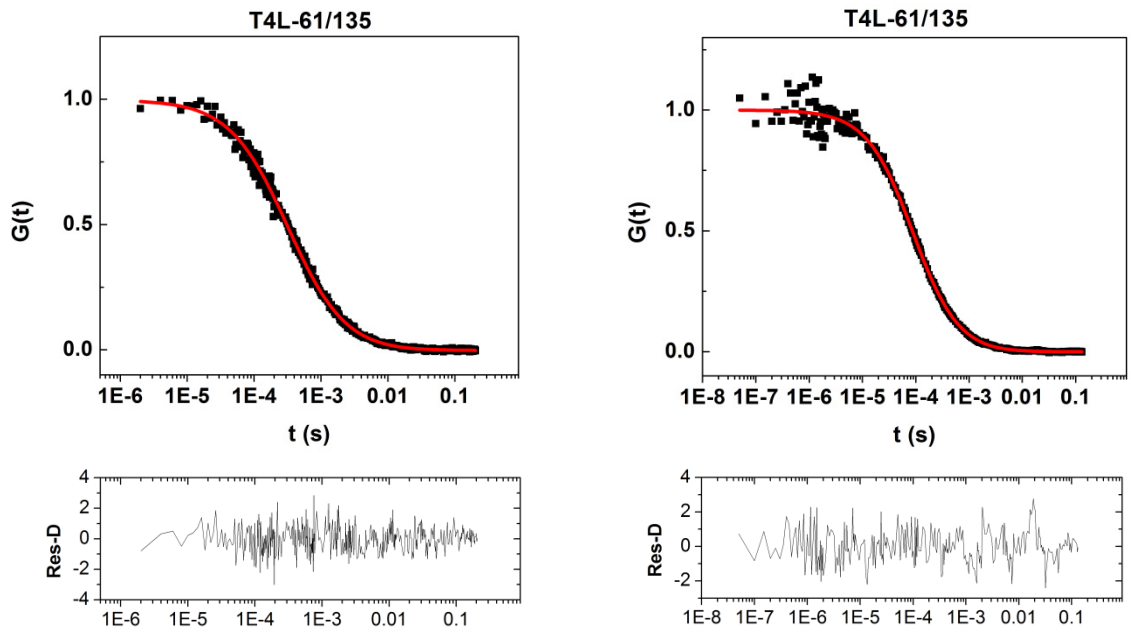 T4L-61/135
1.0
0.5
0.0
G(t)
1E-6 1E-5 1E-4 1E-3 0.01 0.1
t (s)
4
2
0
-2
-4
Res-D
1E-6 1E-5 1E-4 1E-3 0.01 0.1
T4L-61/135
1.0
0.5
0.0
G(t)
1E-8 1E-7 1E-6 1E-5 1E-4 1E-3 0.01 0.1
t (s)
4
2
0
-2
Res-D
1E-8 1E-7 1E-6 1E-5 1E-4 1E-3 0.01 0.1